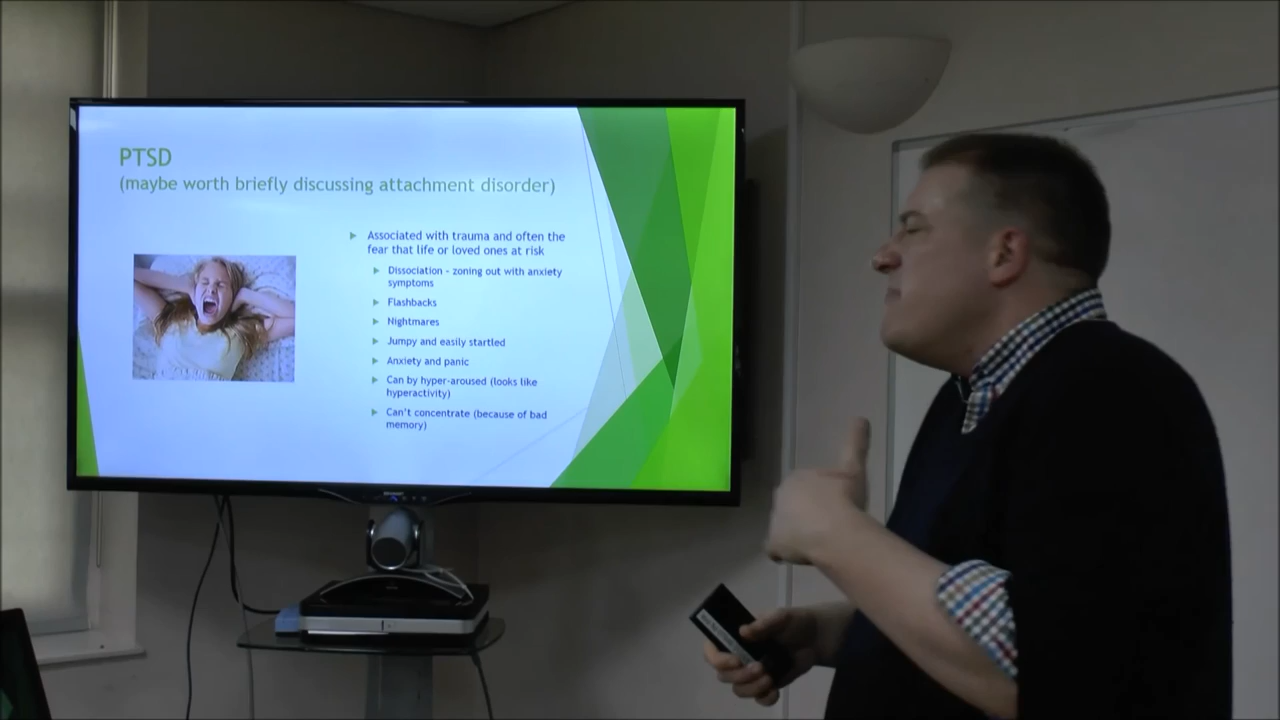 PTSD
(maybe worth briefly discussing attachment disorder)
Associated with trauma and often the
fear that life or loved ones at risk
Dissociation – zoning out with anxiety
symptoms
Flashbacks
Nightmares
Jumpy and easily startled
Anxiety and panic
Can by hyper-aroused (looks like
hyperactivity)
Can't concentrate (because of bad
memory)